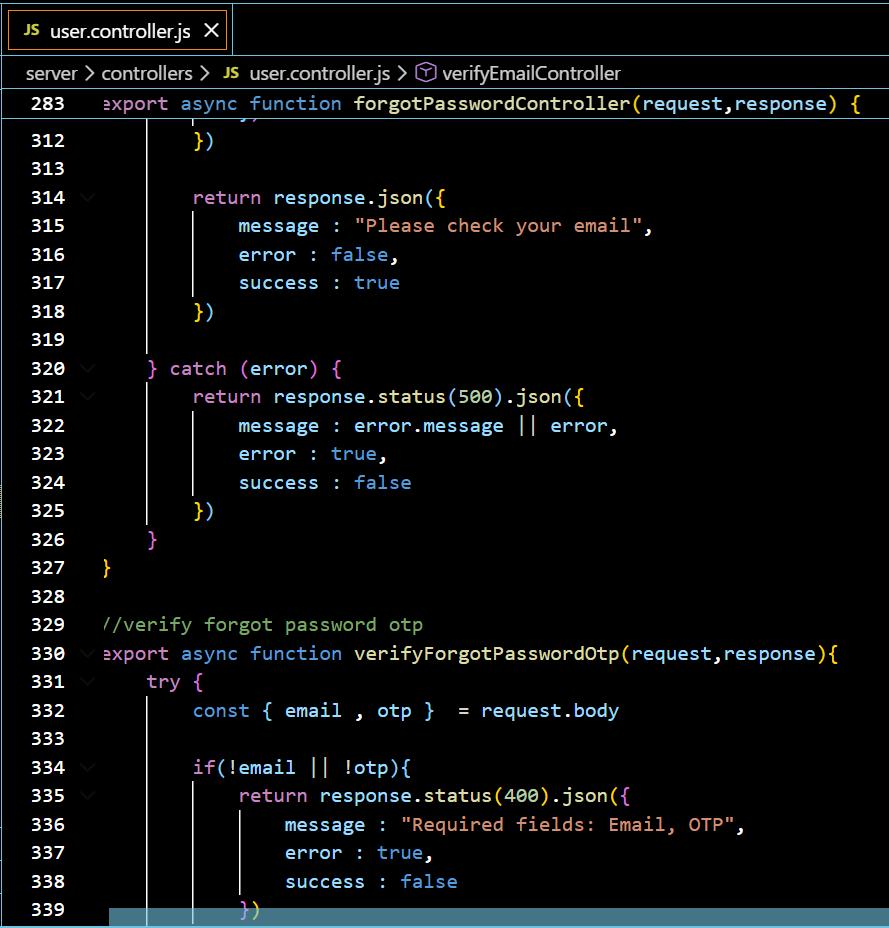 JS user.controller.js ×
server > controllers > JS user.controller.js > verifyEmailController
283 export async function forgotPasswordController(request,response) {
312 })
313
314 return response.json({
315 message : "Please check your email",
316 error : false,
317 success : true
318 })
319
320 } catch (error) {
321 return response.status(500).json({
322 message : error.message || error,
323 error : true,
324 success : false
325 })
326 }
327 }
328
329 //verify forgot password otp
330 export async function verifyForgotPasswordOtp(request,response){
331 try {
332 const { email , otp }  = request.body
333
334 if(!email || !otp){
335 return response.status(400).json({
336 message : "Required fields: Email, OTP",
337 error : true,
338 success : false
339 })